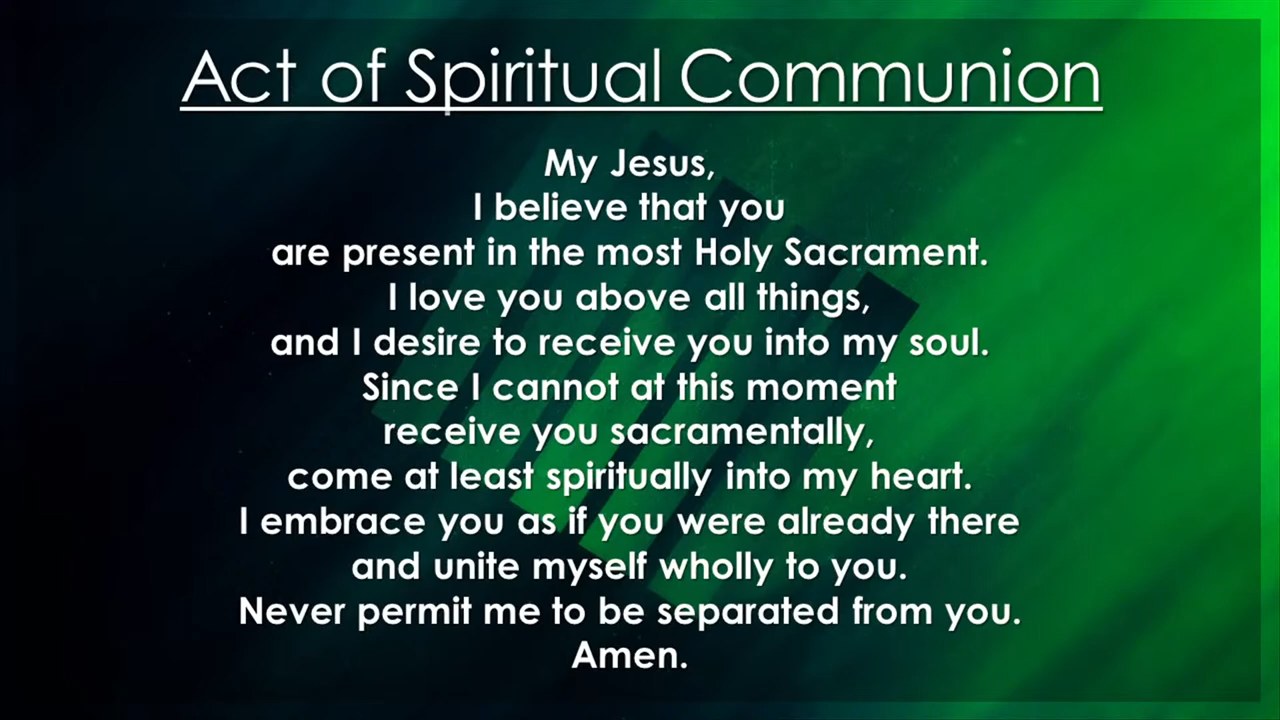 Act of Spiritual Communion
My Jesus,
I believe that you
are present in the most Holy Sacrament.
I love you above all things,
and I desire to receive you into my soul.
Since I cannot at this moment
receive you sacramentally,
come at least spiritually into my heart.
I embrace you as if you were already there
and unite myself wholly to you.
Never permit me to be separated from you.
Amen.